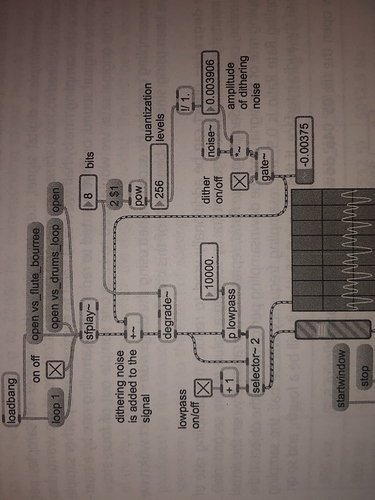 loadbang
open vs_flute_bourree
open vs_drums_loop
open
on off
loop 1
sfplay~
8
bits
2 $1
pow
256
quantization
levels
!/ 1.
0.003906
amplitude
of dithering
noise
noise~
*~
dither
on/off
gate~
-0.00375
dithering noise
is added to the
signal
+~
degrade~
10000.
lowpass
on/off
+ 1
p lowpass
selector~ 2
startwindow
stop